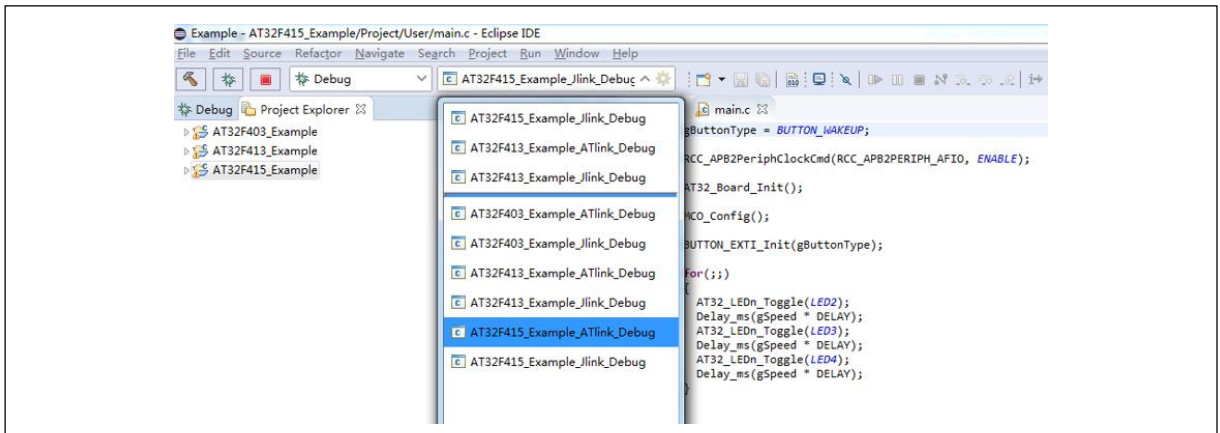 Example - AT32F415_Example/Project/User/main.c - Eclipse IDE
File Edit Source Refactor Navigate Search Project Run Window Help
Debug
AT32F415_Example_Jlink_Debug
Debug Project Explorer
AT32F403_Example
AT32F413_Example
AT32F415_Example
AT32F415_Example_Jlink_Debug
AT32F413_Example_ATlink_Debug
AT32F413_Example_Jlink_Debug
AT32F403_Example_ATlink_Debug
AT32F403_Example_Jlink_Debug
AT32F413_Example_ATlink_Debug
AT32F413_Example_Jlink_Debug
AT32F415_Example_ATlink_Debug
AT32F415_Example_Jlink_Debug
main.c
gButtonType = BUTTON_WAKEUP;
RCC_APB2PeriphClockCmd(RCC_APB2PERIPH_AFIO, ENABLE);
AT32_Board_Init();
MCO_Config();
BUTTON_EXTI_Init(gButtonType);
for(;;)
{
AT32_LEDn_Toggle(LED2);
Delay_ms(gSpeed * DELAY);
AT32_LEDn_Toggle(LED3);
Delay_ms(gSpeed * DELAY);
AT32_LEDn_Toggle(LED4);
Delay_ms(gSpeed * DELAY);
}